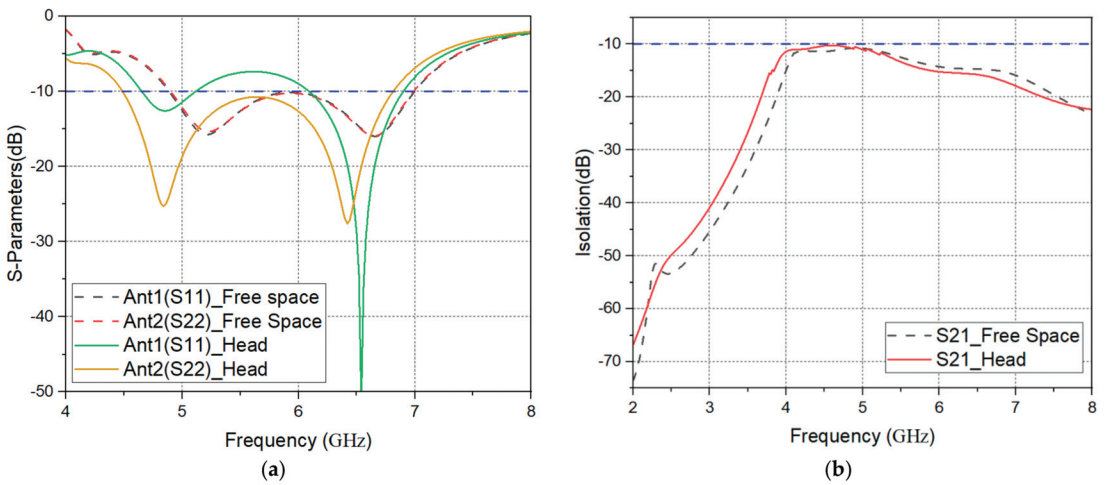 0
-10
-20
-30
-40
-50
S-Parameters(dB)
Ant1(S11)_Free space
Ant2(S22)_Free Space
Ant1(S11)_Head
Ant2(S22)_Head
4
5
6
7
8
Frequency (GHz)
(a)
-10
-20
-30
-40
-50
-60
-70
Isolation(dB)
S21_Free Space
S21_Head
2
3
4
5
6
7
8
Frequency (GHz)
(b)